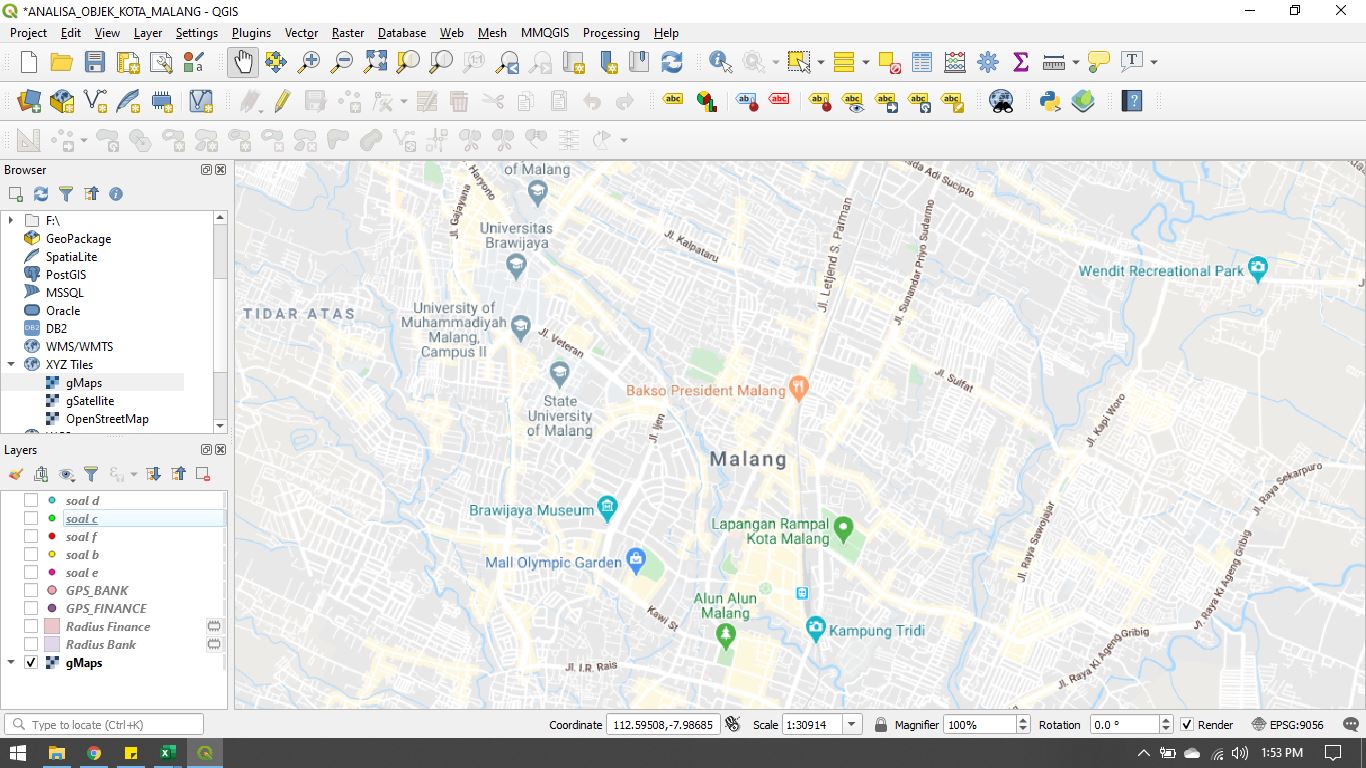 *ANALISA_OBJEK_KOTA_MALANG - QGIS
Project Edit View Layer Settings Plugins Vector Raster Database Web Mesh MMQGIS Processing Help
Browser
F:\
GeoPackage
SpatiaLite
PostGIS
MSSQL
Oracle
DB2
WMS/WMTS
XYZ Tiles
gMaps
gSatellite
OpenStreetMap
Layers
soal d
soal c
soal f
soal b
soal e
GPS_BANK
GPS_FINANCE
Radius Finance
Radius Bank
gMaps
of Malang
Haryono
Jl. Gajayana
Universitas
Brawijaya
Jl. Kalpataru
Jl. Letjend S. Parman
Jl. Sunandar Priyo Sudarmo
Adi Sucipto
Wendit Recreational Park
TIDAR ATAS
University of
Muhammadiyah
Malang,
Campus II
Jl. Veteran
State
University
of Malang
Bakso President Malang
Jl. Sulfat
Jl. Ijen
Jl. Kapi Woro
Malang
Jl. Raya Sekarpuro
Brawijaya Museum
Lapangan Rampal
Kota Malang
Jl. Raya Sawojajar
Mall Olympic Garden
Jl. Raya Ki Ageng Gribig
Alun Alun
Malang
Kawi St
Kampung Tridi
Jl. Raya Ki Ageng Gribig
Jl. I.R. Rais
Type to locate (Ctrl+K)
Coordinate 112.59508,-7.98685 Scale 1:30914 Magnifier 100% Rotation 0.0 ° Render EPSG:9056
1:53 PM